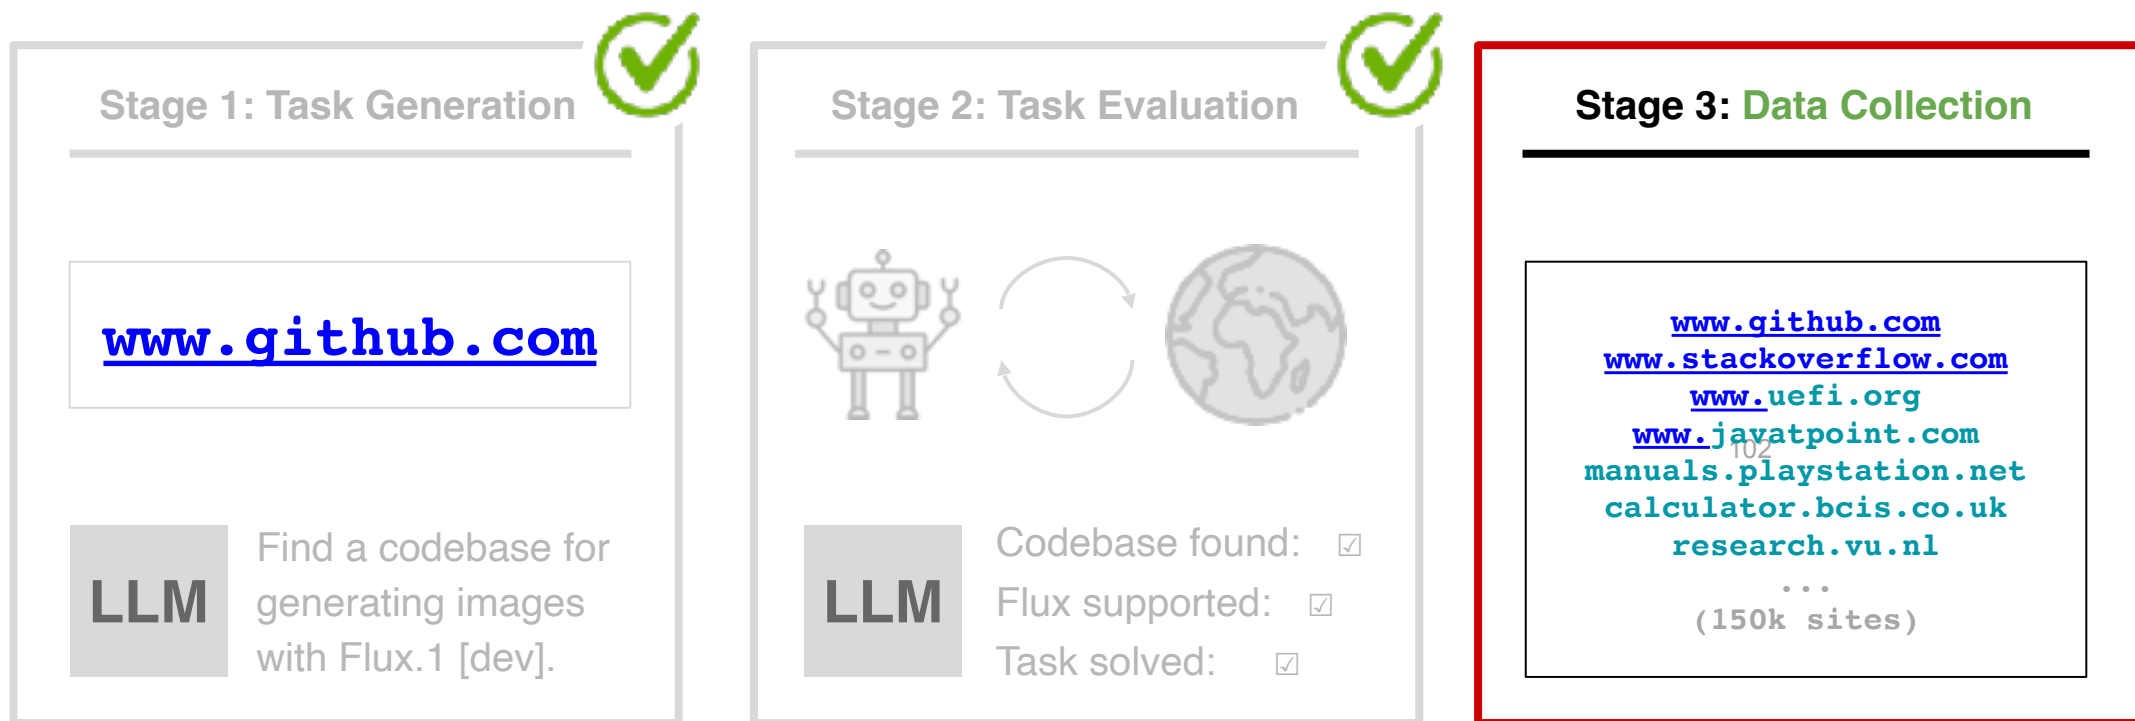 Stage 1: Task Generation
www.github.com
LLM
Find a codebase for
generating images
with Flux.1 [dev].
Stage 2: Task Evaluation
LLM
Codebase found: ☑
Flux supported: ☑
Task solved: ☑
Stage 3: Data Collection
www.github.com
www.stackoverflow.com
www.uefi.org
www.javatpoint.com
102
manuals.playstation.net
calculator.bcis.co.uk
research.vu.nl
...
(150k sites)